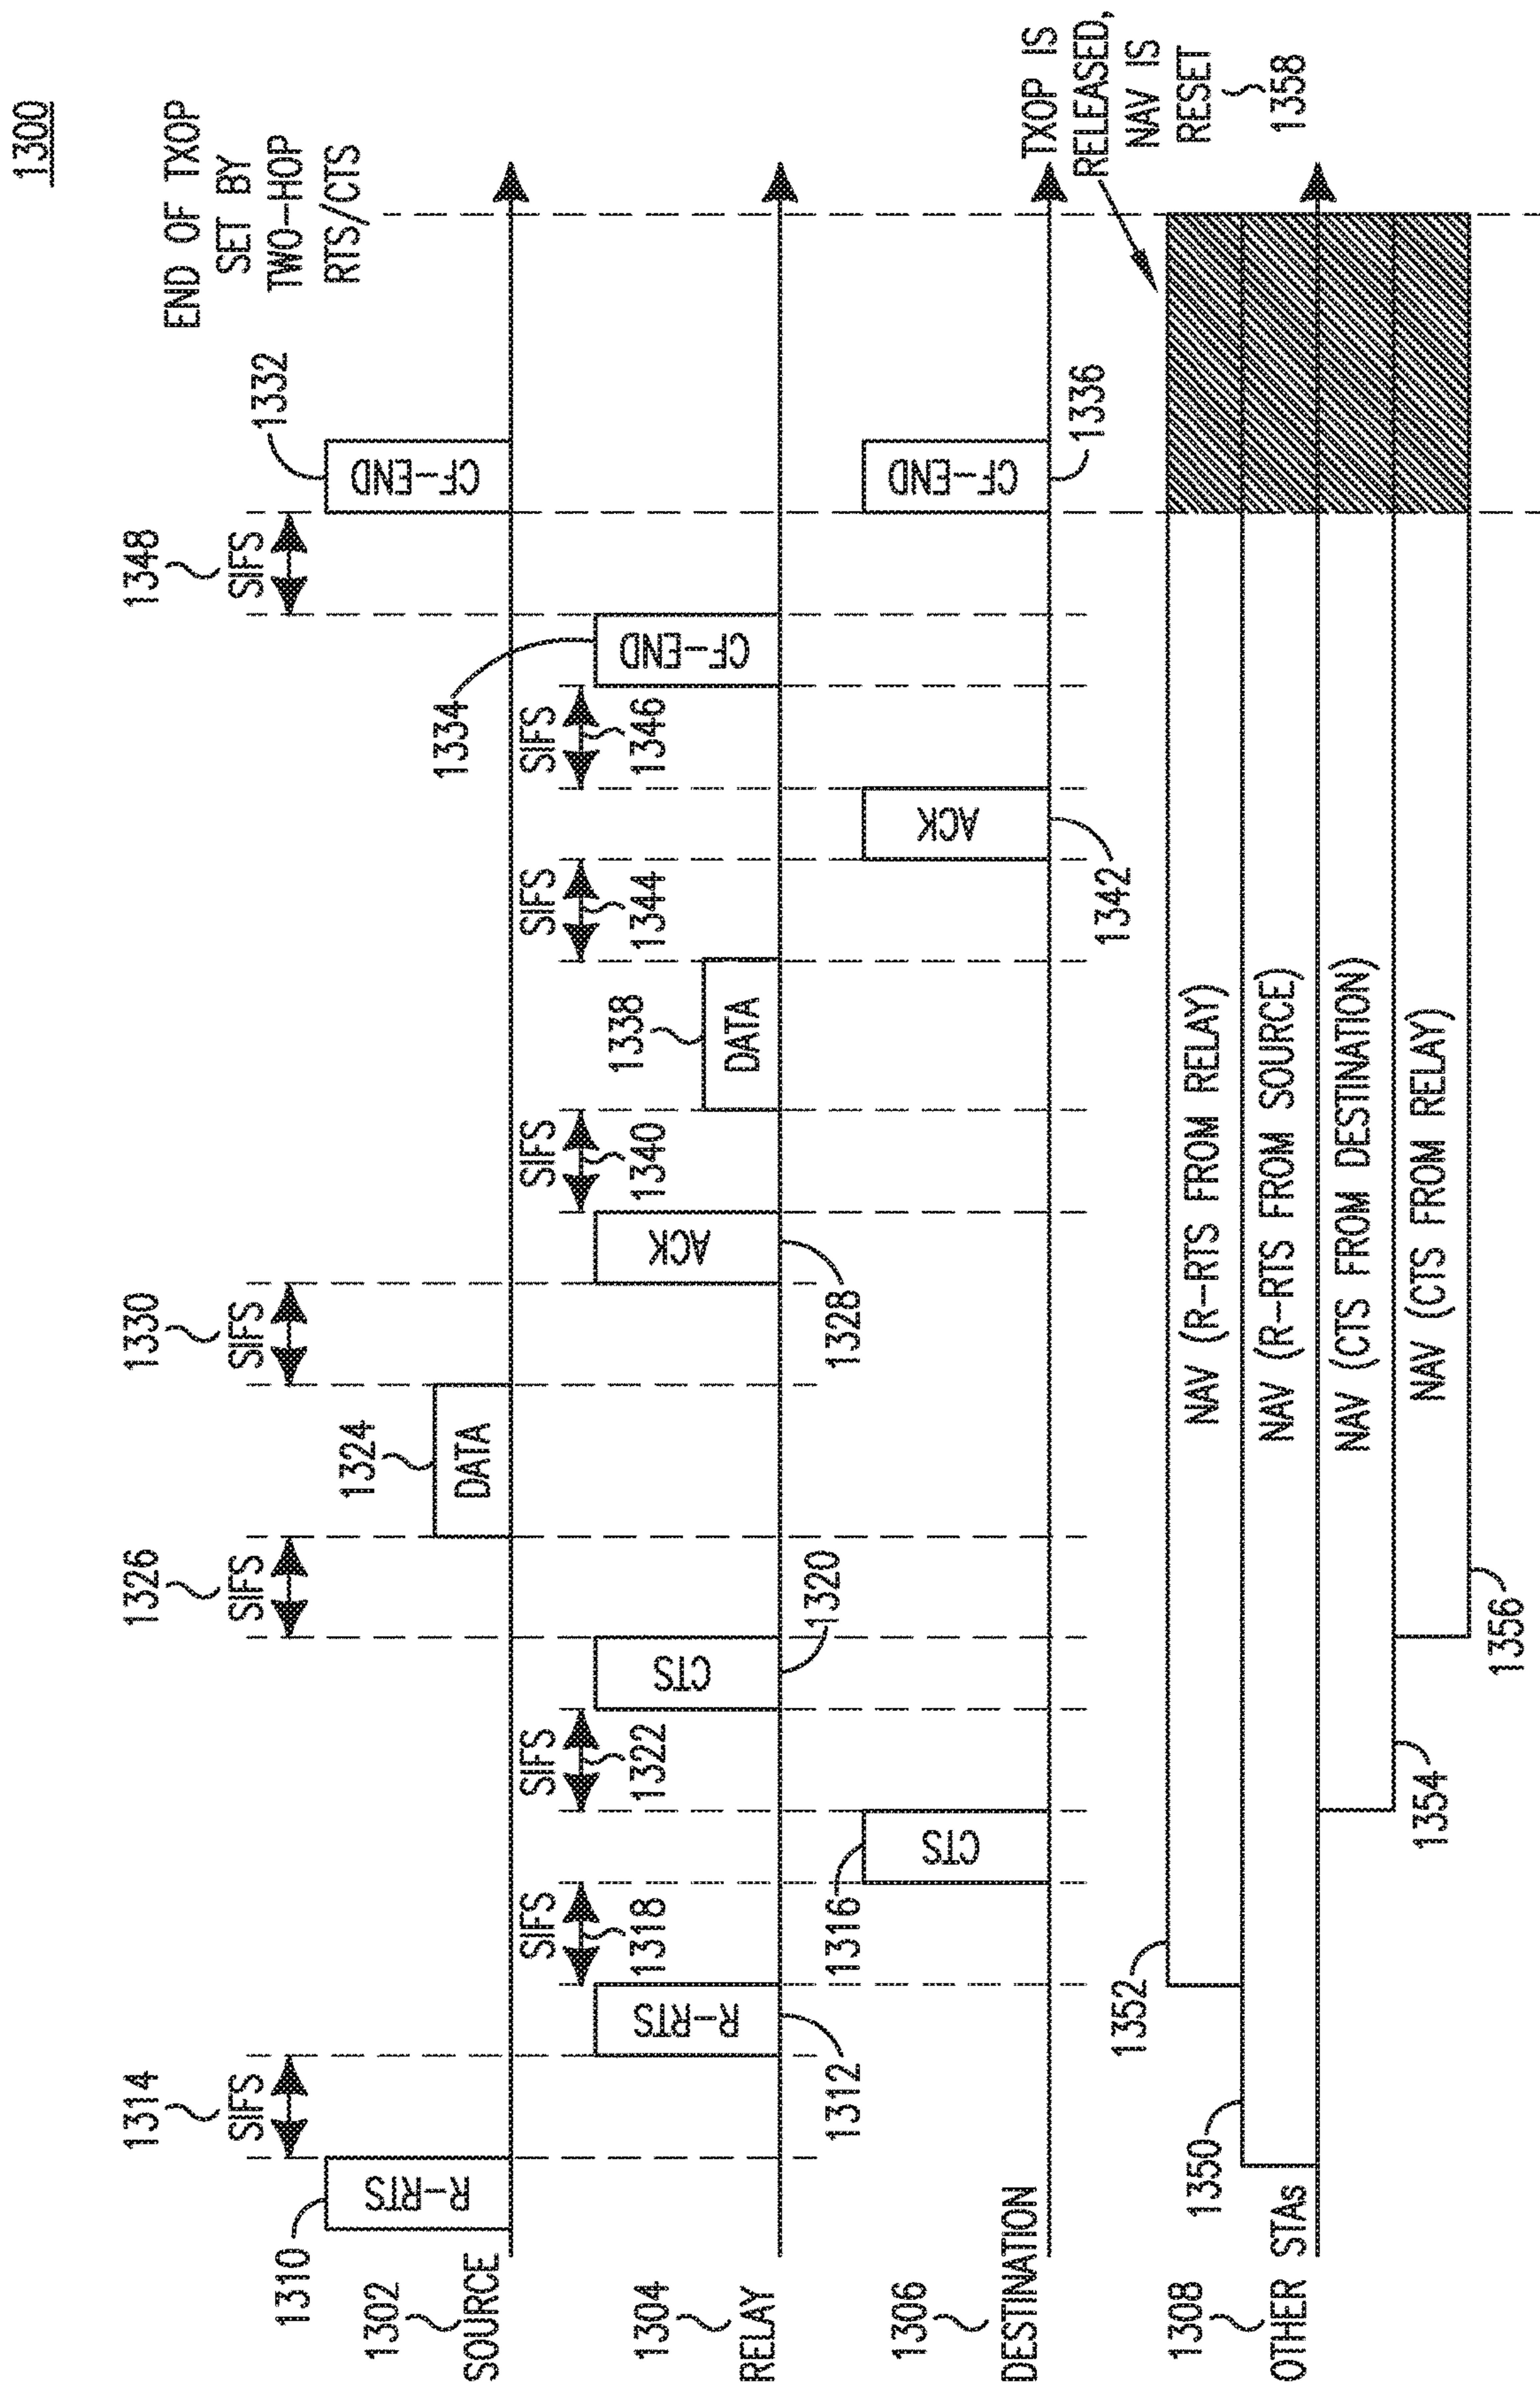 1300
END OF TXOP
SET BY
TWO-HOP
RTS/CTS
1314
SIFS
1326
SIFS
1330
SIFS
1348
SIFS
1310
R-RTS
1324
DATA
1332
CF-END
1302
SOURCE
SIFS
1318
SIFS
1322
SIFS
1340
SIFS
1344
SIFS
1346
1334
R-RTS
CTS
ACK
1338
DATA
CF-END
1304
RELAY
1312
1320
1328
1316
CTS
ACK
CF-END
1306
DESTINATION
1342
1336
TXOP IS
RELEASED,
NAV IS
RESET
1358
1352
NAV (R-RTS FROM RELAY)
1350
NAV (R-RTS FROM SOURCE)
1308
OTHER STAs
NAV (CTS FROM DESTINATION)
1354
NAV (CTS FROM RELAY)
1356